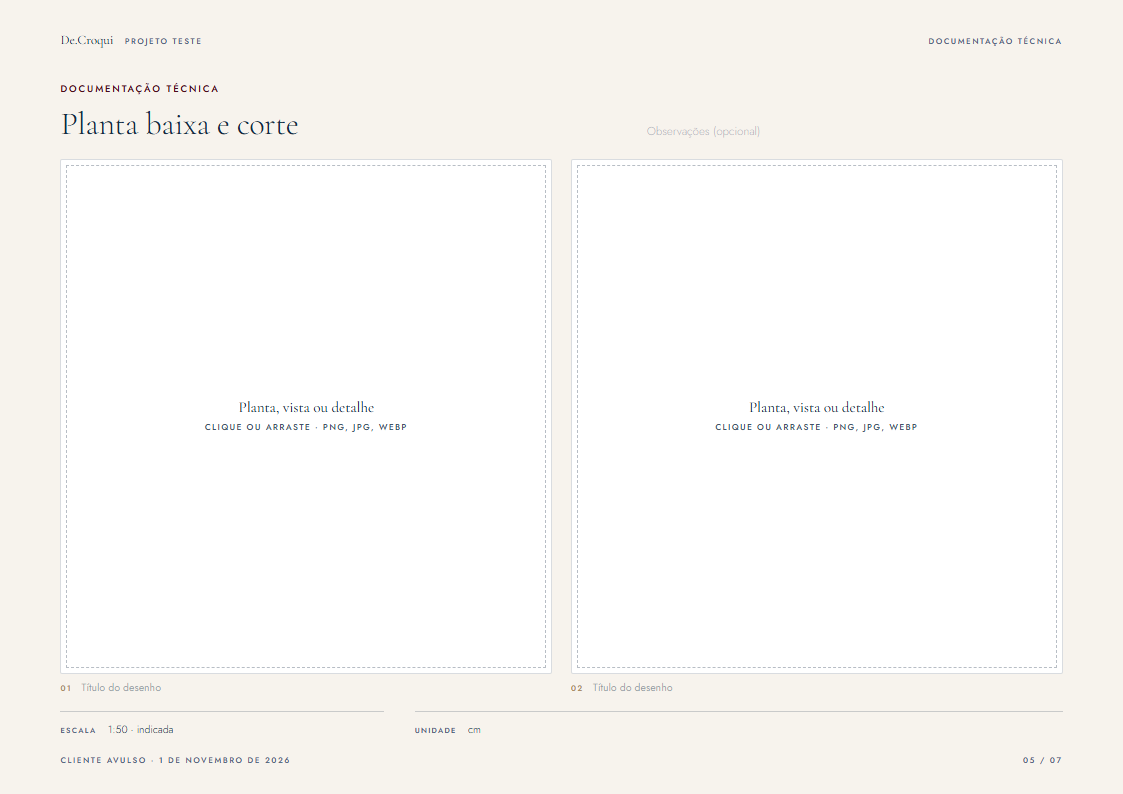 De.Croqui PROJETO TESTE DOCUMENTAÇÃO TÉCNICA
DOCUMENTAÇÃO TÉCNICA
Planta baixa e corte
Observações (opcional)
Planta, vista ou detalhe
CLIQUE OU ARRASTE · PNG, JPG, WEBP
Planta, vista ou detalhe
CLIQUE OU ARRASTE · PNG, JPG, WEBP
01 Título do desenho
02 Título do desenho
ESCALA 1:50 · indicada
UNIDADE cm
CLIENTE AVULSO · 1 DE NOVEMBRO DE 2026
05 / 07